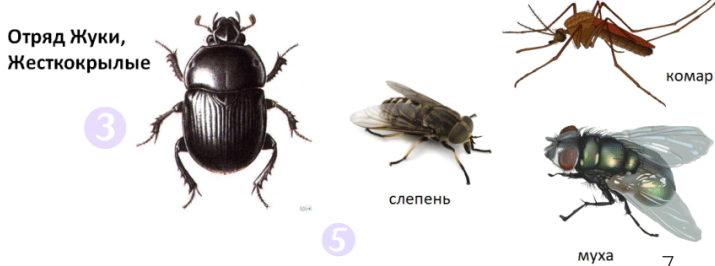 Отряд Жуки,
Жесткокрылые
3
комар
слепень
5
муха
7